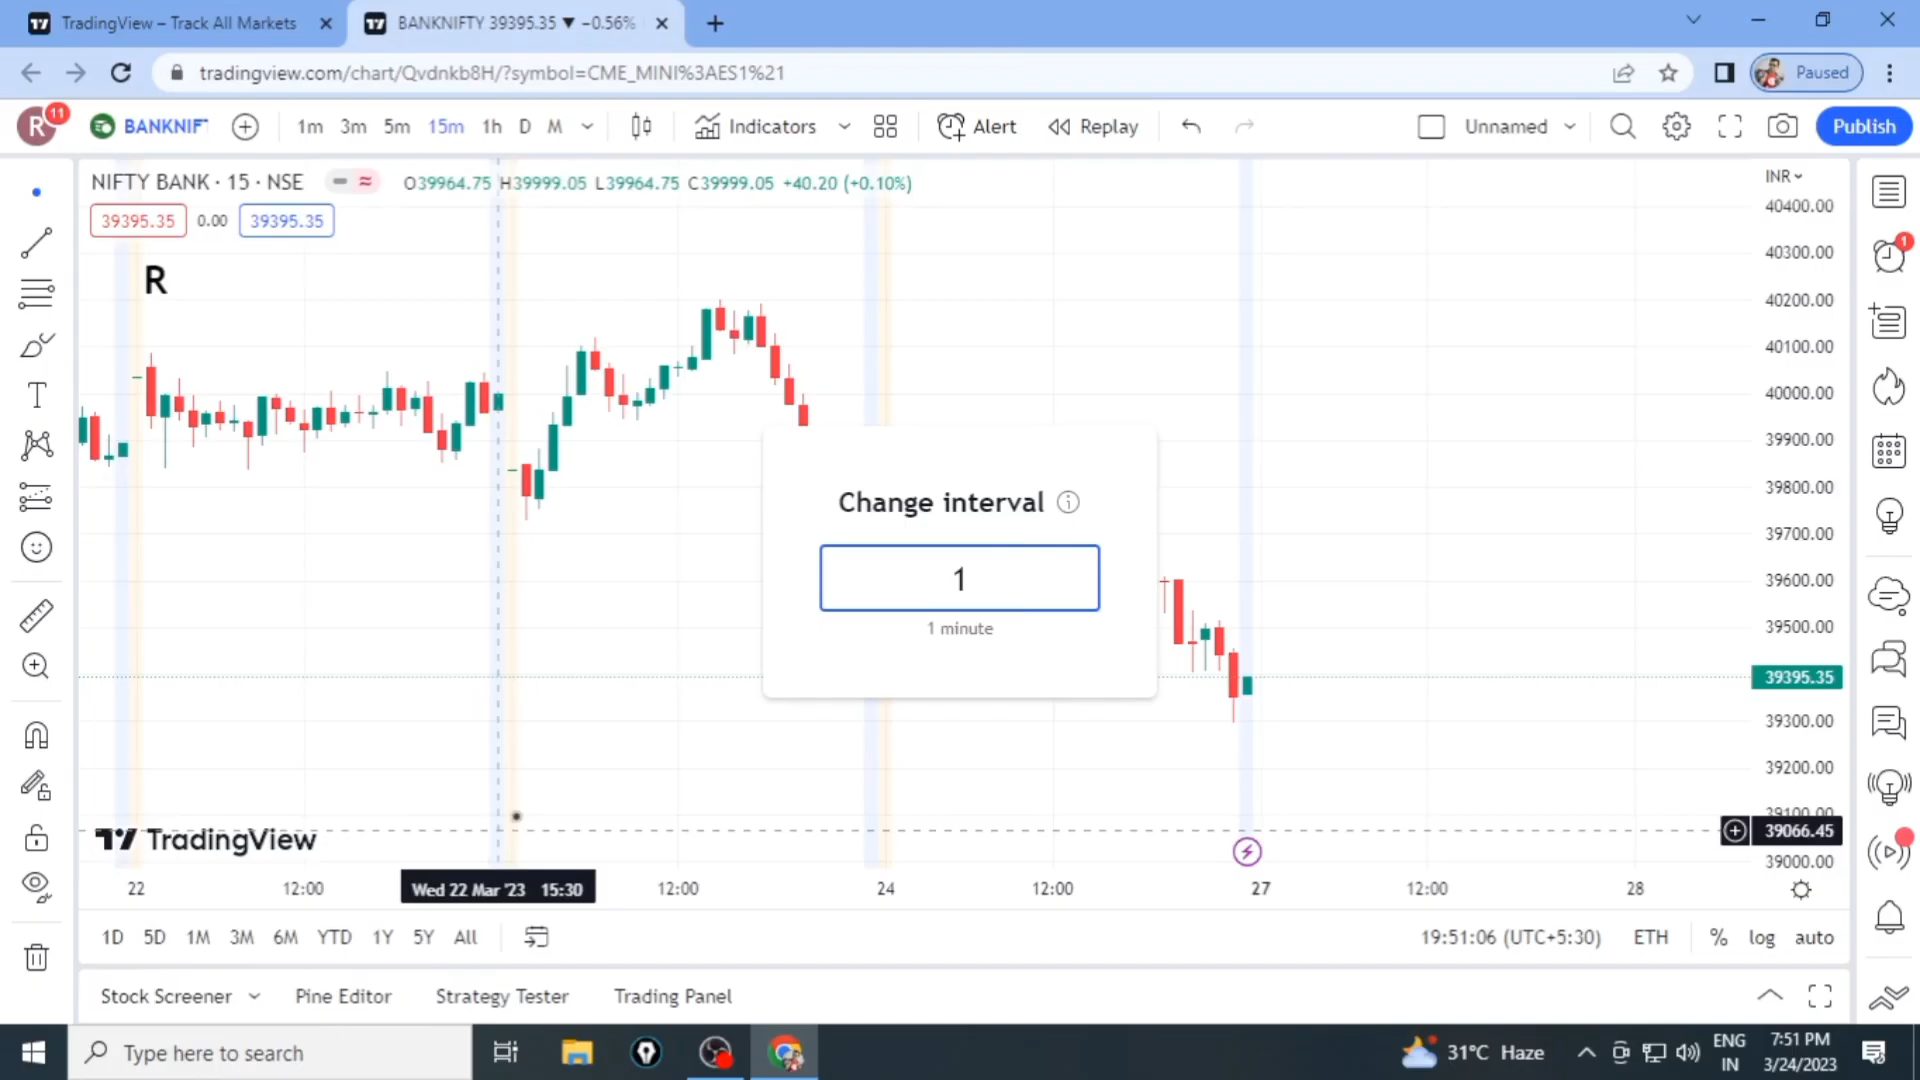 TradingView – Track All Markets
BANKNIFTY 39395.35 ▼ −0.56%
tradingview.com/chart/Qvdnkb8H/?symbol=CME_MINI%3AES1%21
Paused
R 11
BANKNIF
1m 3m 5m 15m 1h D M
Indicators
Alert
Replay
Unnamed
Publish
NIFTY BANK · 15 · NSE
O39964.75 H39999.05 L39964.75 C39999.05 +40.20 (+0.10%)
INR
39395.35 0.00 39395.35
R
40400.00
40300.00
40200.00
40100.00
40000.00
39900.00
39800.00
39700.00
39600.00
39500.00
39395.35
39300.00
39200.00
39100.00
39066.45
39000.00
1
Change interval
1
1 minute
TradingView
22 12:00 Wed 22 Mar '23 15:30 12:00 24 12:00 27 12:00 28
1D 5D 1M 3M 6M YTD 1Y 5Y All
19:51:06 (UTC+5:30) ETH % log auto
Stock Screener Pine Editor Strategy Tester Trading Panel
Type here to search
31°C Haze
ENG
IN
7:51 PM
3/24/2023